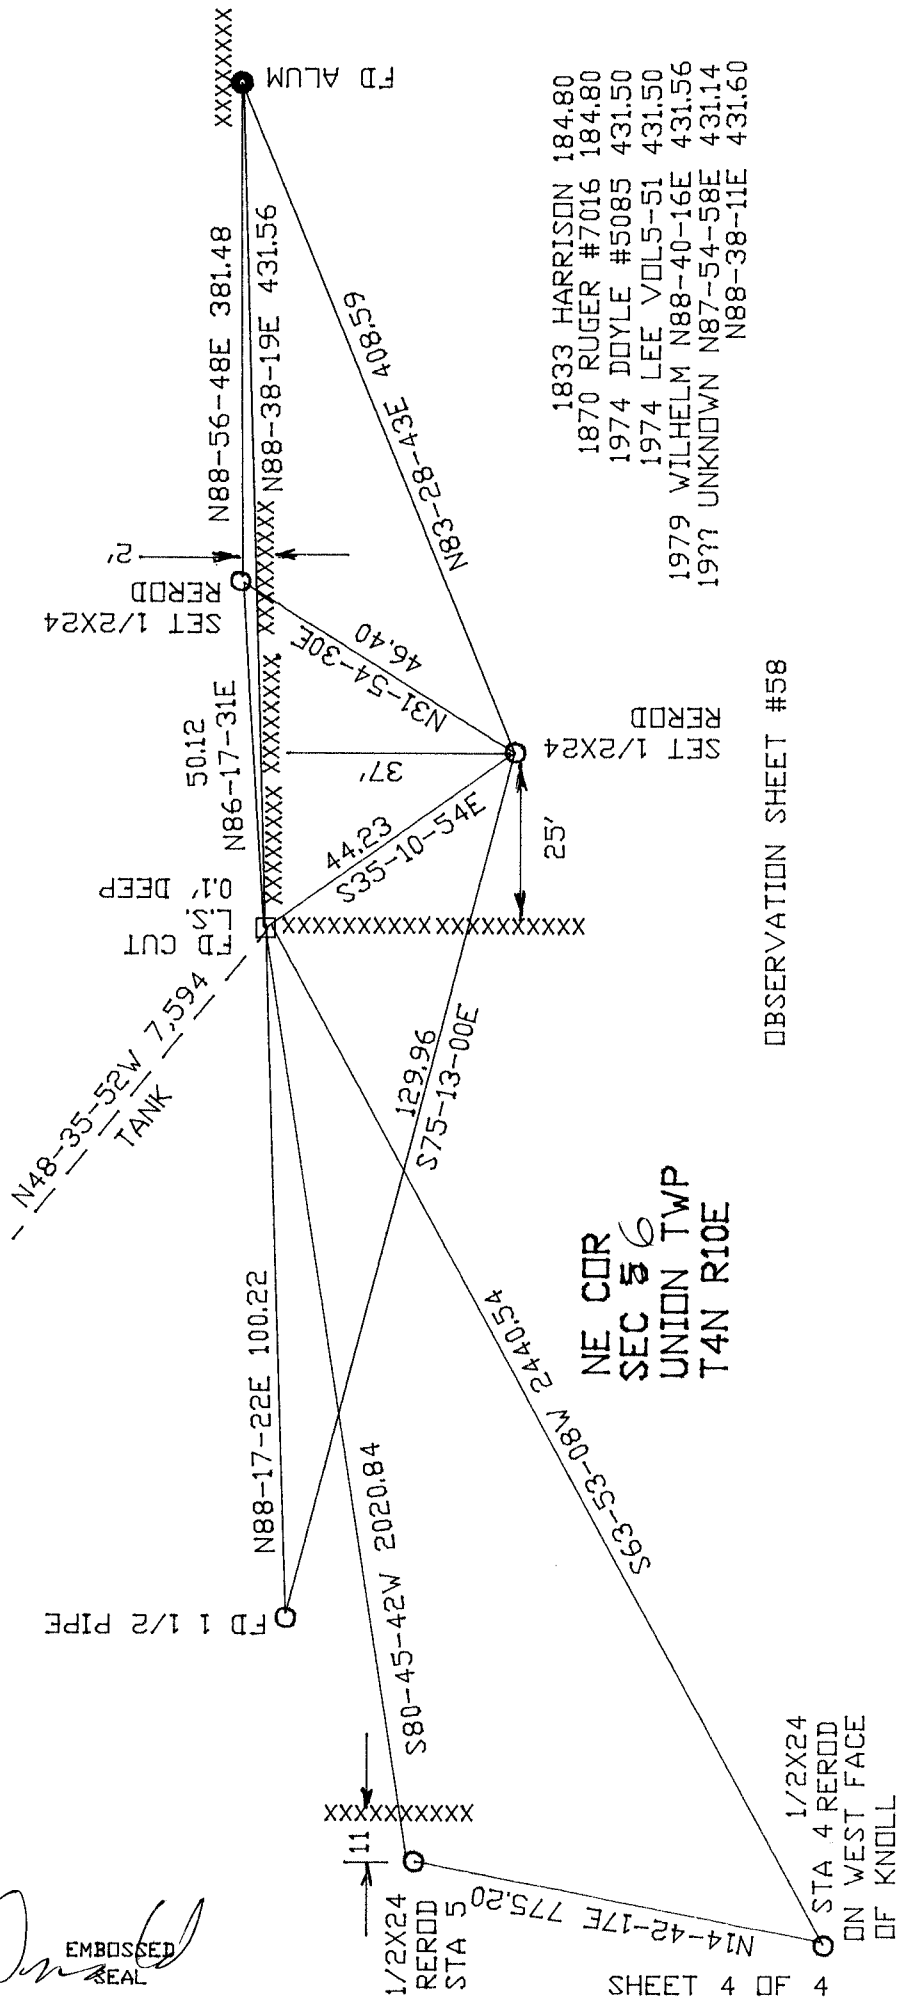 XXXXXXX
FD ALUM
N88-56-48E 381.48
N88-38-19E 431.56
408.59
N83-28-43E
2'
SET 1/2X24
REROD
XXXXXXXXXX
46.40
N31-54-30E
50.12
N86-17-31E
37'
SET 1/2X24
REROD
44.23
S35-10-54E
25'
FD CUT
L.S.
0.1' DEEP
N48-35-52W 7,594
TANK
1833 HARRISON 184.80
1870 RUGER #7016 184.80
1974 DOYLE #5085 431.50
1974 LEE VOL5-51 431.50
1979 WILHELM N88-40-16E 431.56
19?? UNKNOWN N87-54-58E 431.14
N88-38-11E 431.60
OBSERVATION SHEET #58
129.96
S75-13-00E
N88-17-22E 100.22
FD 1 1/2 PIPE
S80-45-42W 2020.84
S63-53-08W 2440.54
NE COR
SEC 5 6
UNION TWP
T4N R10E
11
XXXXXXXXXX
1/2X24
REROD
STA 5
N14-42-17E 775.20
1/2X24
STA 4 REROD
ON WEST FACE
OF KNOLL
EMBOSSED
SEAL
SHEET 4 OF 4